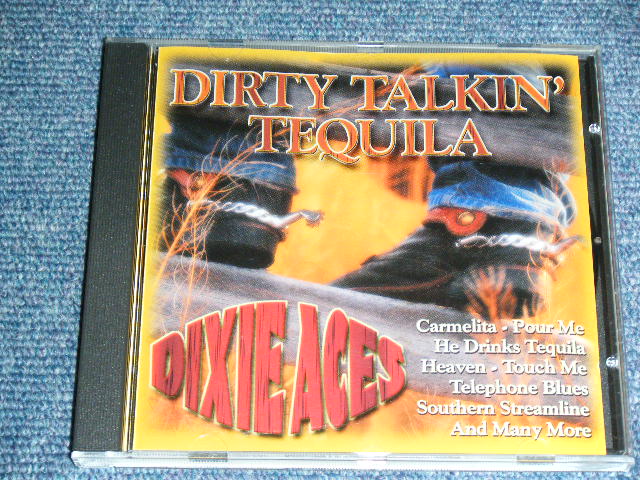 DIRTY TALKIN'
TEQUILA
DIXIE ACES
Carmelita - Pour Me
He Drinks Tequila
Heaven - Touch Me
Telephone Blues
Southern Streamline
And Many More